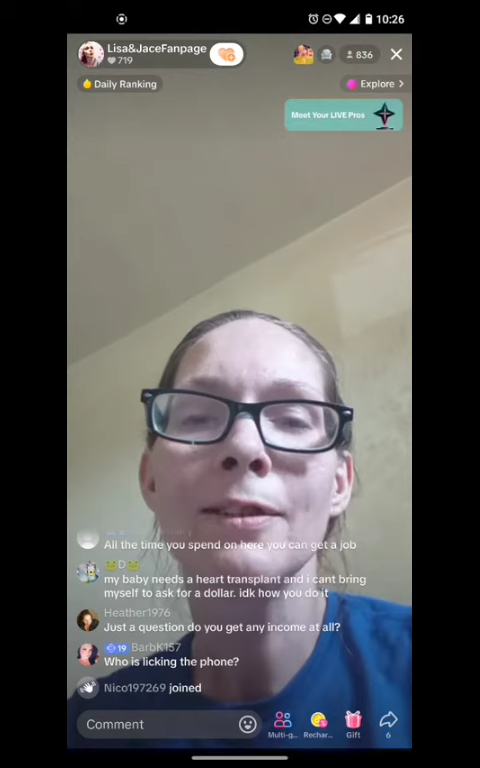 10:26
Lisa&JaceFanpage
719
836
Daily Ranking
Explore >
Meet Your LIVE Pros
All the time you spend on here you can get a job
D
my baby needs a heart transplant and i cant bring
myself to ask for a dollar. idk how you do it
Heather1976
Just a question do you get any income at all?
19 BarbK157
Who is licking the phone?
Nico197269 joined
Comment
Multi-g...
Rechar...
Gift
6